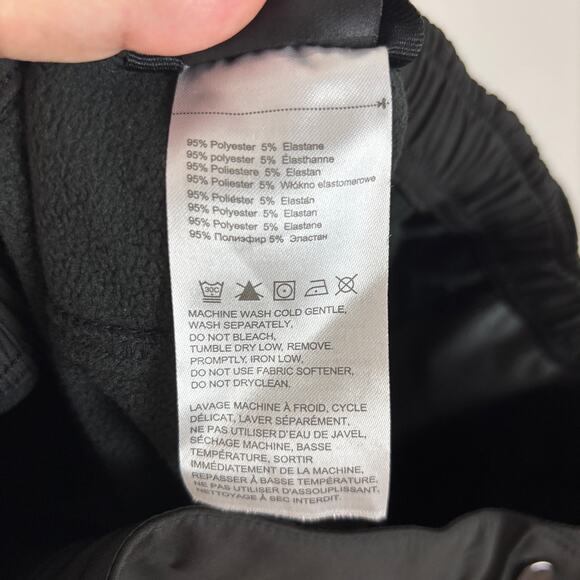 95% Polyester 5% Elastane
95% polyester 5% Élasthanne
95% Poliestere 5% Elastan
95% Poliester 5% Włókno elastomerowe
95% Poliéster 5% Elastán
95% Polyester 5% Elastan
95% Polyester 5% Elastane
95% Полиэфир 5% Эластан
30C
MACHINE WASH COLD GENTLE,
WASH SEPARATELY,
DO NOT BLEACH,
TUMBLE DRY LOW, REMOVE.
PROMPTLY, IRON LOW,
DO NOT USE FABRIC SOFTENER,
DO NOT DRYCLEAN.
LAVAGE MACHINE À FROID, CYCLE
DÉLICAT, LAVER SÉPARÉMENT,
NE PAS UTILISER D'EAU DE JAVEL,
SÉCHAGE MACHINE, BASSE
TEMPÉRATURE, SORTIR
IMMÉDIATEMENT DE LA MACHINE,
REPASSER À BASSE TEMPÉRATURE,
NE PAS UTILISER D'ASSOUPLISSANT,
NETTOYAGE À SEC INTERDIT.